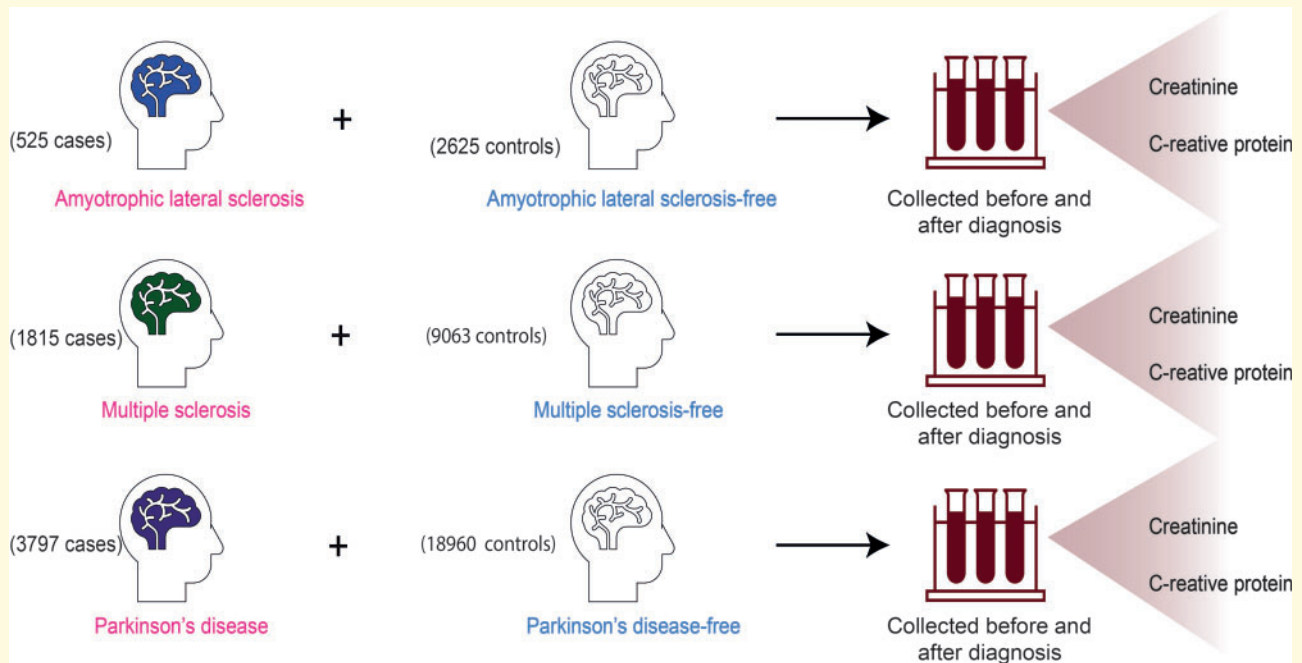 Creatinine
(525 cases)
+
(2625 controls)
C-reative protein
Amyotrophic lateral sclerosis
Amyotrophic lateral sclerosis-free
Collected before and
after diagnosis
Creatinine
(1815 cases)
+
(9063 controls)
C-reative protein
Multiple sclerosis
Multiple sclerosis-free
Collected before and
after diagnosis
Creatinine
(3797 cases)
+
(18960 controls)
C-reative protein
Parkinson's disease
Parkinson's disease-free
Collected before and
after diagnosis